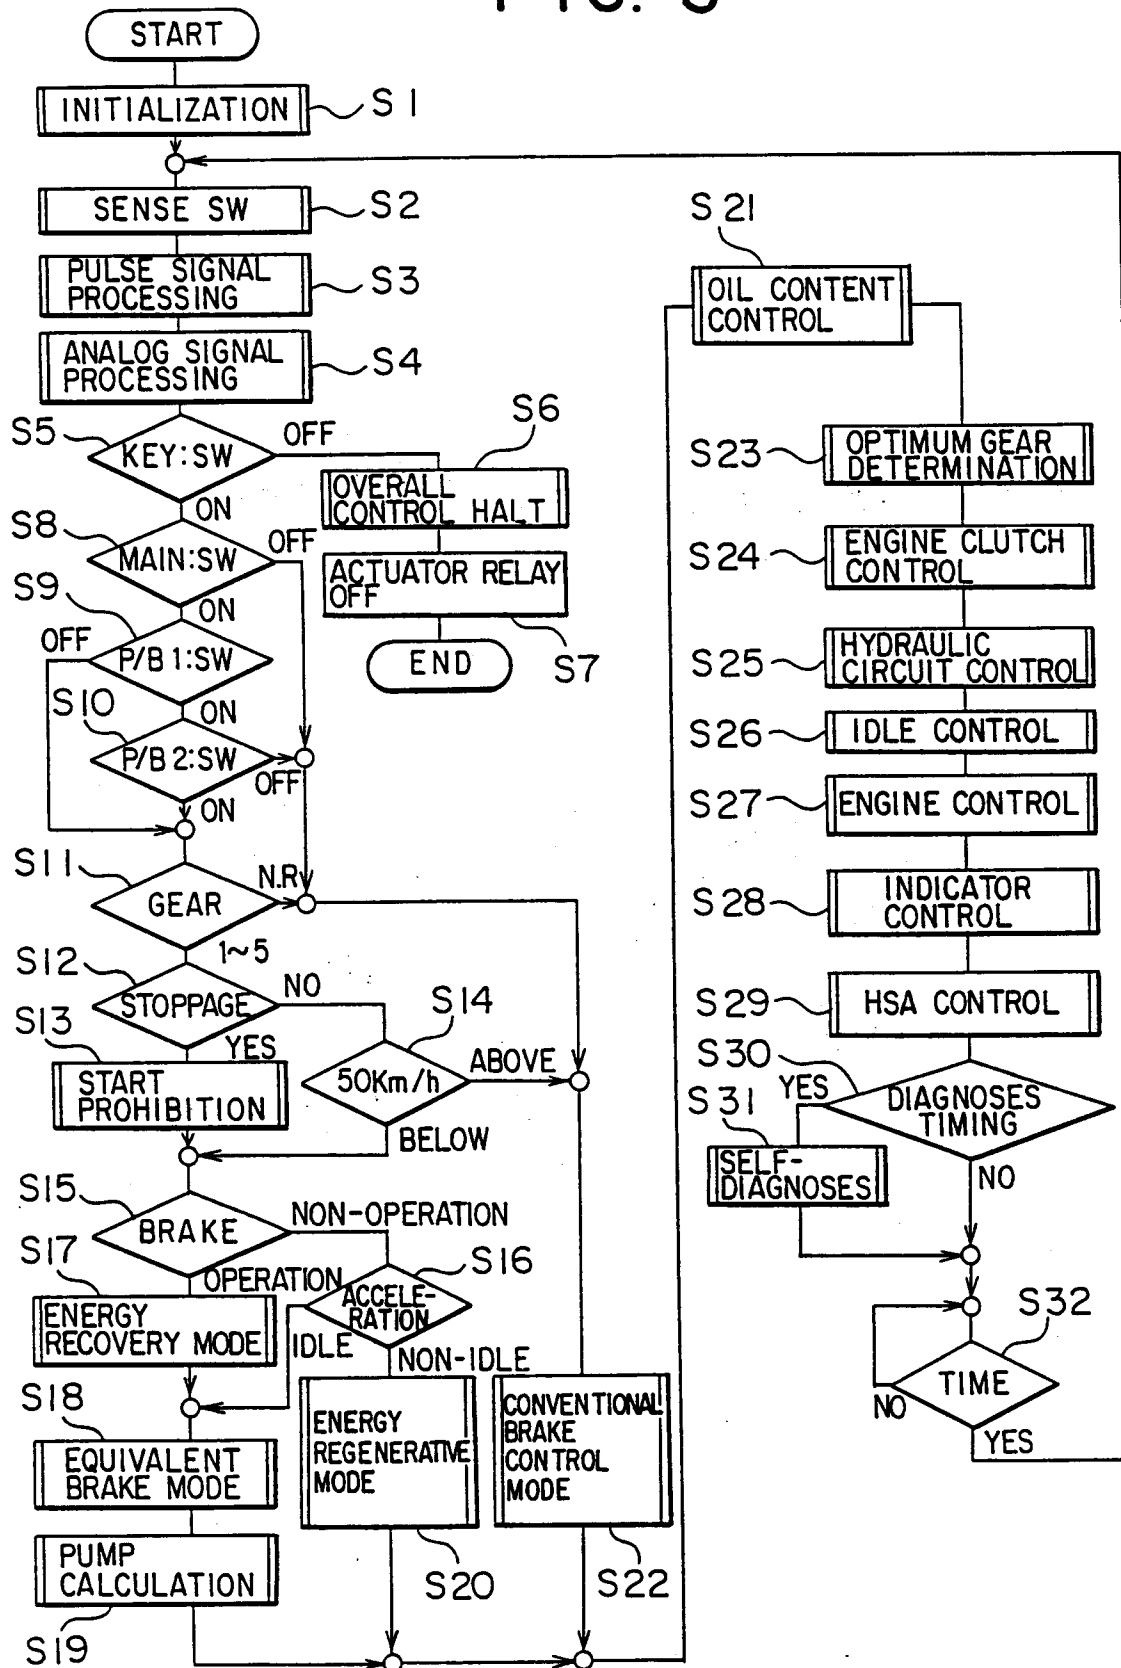 FIG. 3
START
INITIALIZATION
S1
SENSE SW
S2
PULSE SIGNAL
PROCESSING
S3
ANALOG SIGNAL
PROCESSING
S4
S5
KEY:SW
OFF
ON
S6
OVERALL
CONTROL HALT
ACTUATOR RELAY
OFF
S7
END
S8
MAIN:SW
OFF
ON
S9
OFF
P/B1:SW
ON
S10
P/B2:SW
OFF
ON
S11
GEAR
N.R
1~5
S12
STOPPAGE
NO
YES
S13
START
PROHIBITION
S14
50Km/h
ABOVE
BELOW
S15
BRAKE
NON-OPERATION
OPERATION
S16
ACCELE-
RATION
IDLE
NON-IDLE
S17
ENERGY
RECOVERY MODE
S18
EQUIVALENT
BRAKE MODE
PUMP
CALCULATION
S19
ENERGY
REGENERATIVE
MODE
S20
CONVENTIONAL
BRAKE
CONTROL
MODE
S22
S21
OIL CONTENT
CONTROL
S23
OPTIMUM GEAR
DETERMINATION
S24
ENGINE CLUTCH
CONTROL
S25
HYDRAULIC
CIRCUIT CONTROL
S26
IDLE CONTROL
S27
ENGINE CONTROL
S28
INDICATOR
CONTROL
S29
HSA CONTROL
S30
DIAGNOSES
TIMING
YES
NO
S31
SELF-
DIAGNOSES
S32
TIME
NO
YES